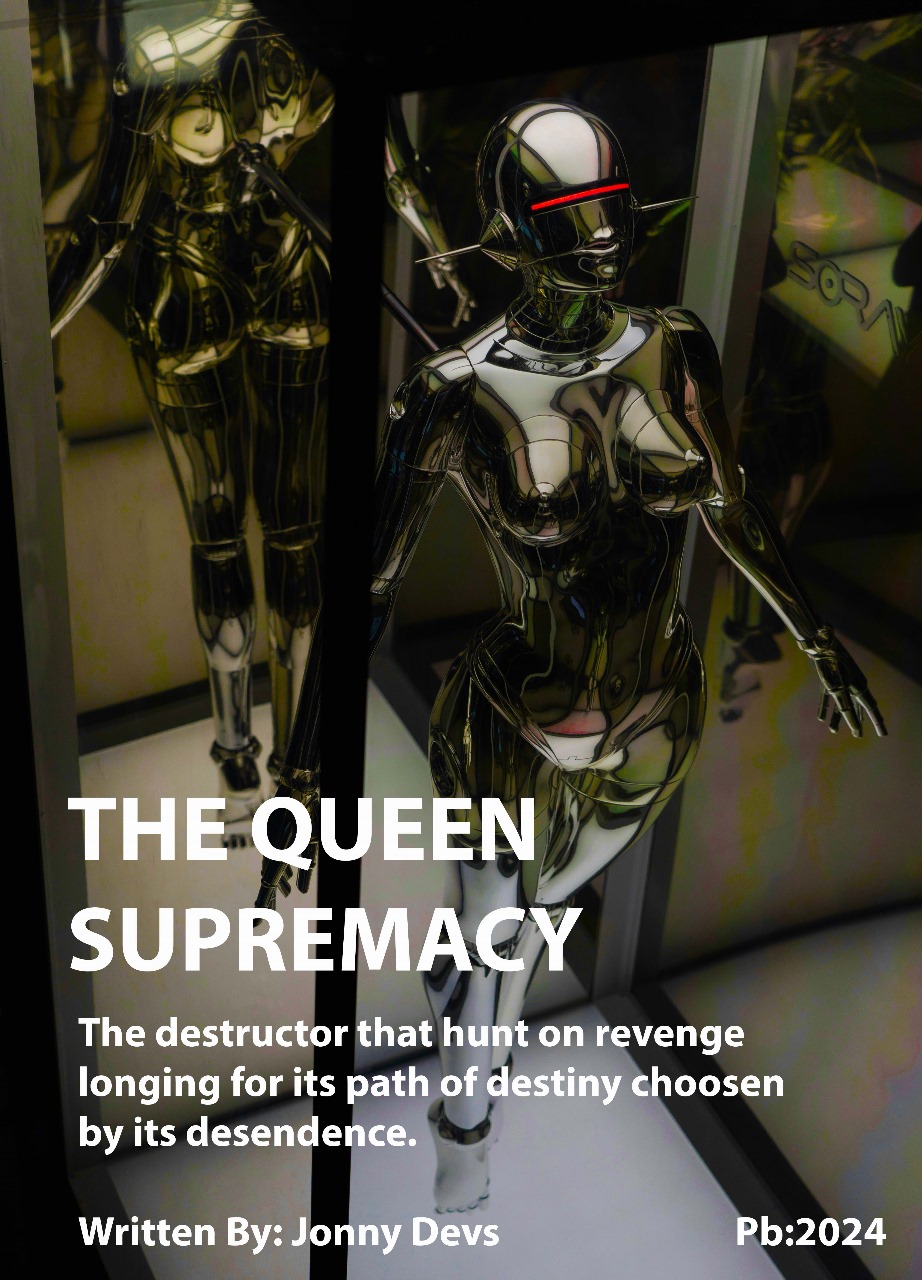 THE QUEEN
SUPREMACY
The destructor that hunt on revenge
longing for its path of destiny choosen
by its desendence.
Written By: Jonny Devs
Pb:2024